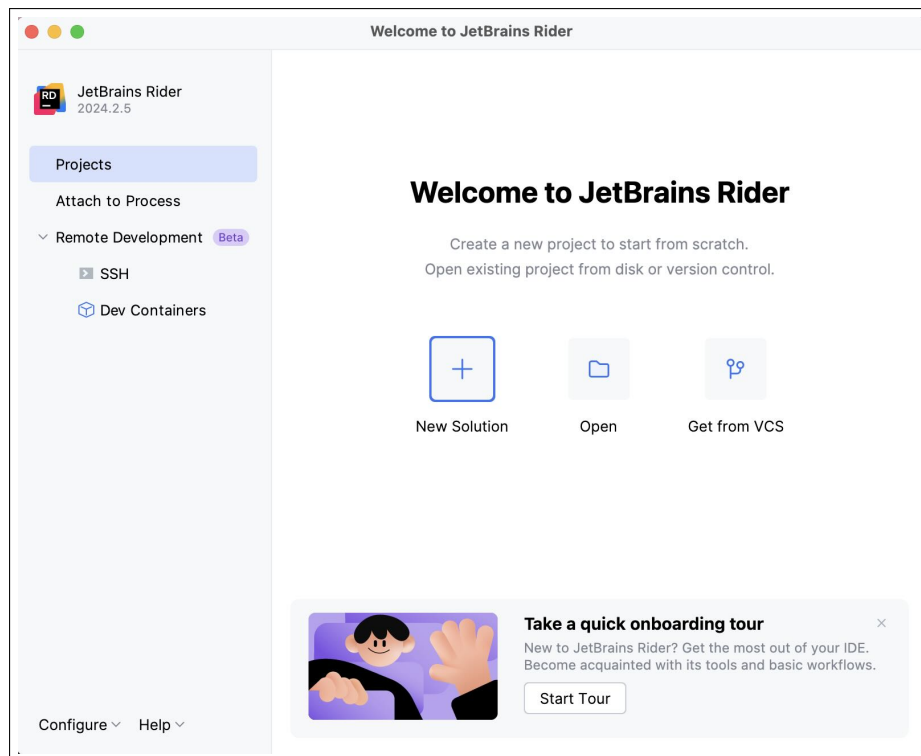 Welcome to JetBrains Rider
RD
JetBrains Rider
2024.2.5
Projects
Attach to Process
Remote Development Beta
SSH
Dev Containers
Welcome to JetBrains Rider
Create a new project to start from scratch.
Open existing project from disk or version control.
New Solution
Open
Get from VCS
Take a quick onboarding tour
New to JetBrains Rider? Get the most out of your IDE.
Become acquainted with its tools and basic workflows.
Start Tour
Configure
Help